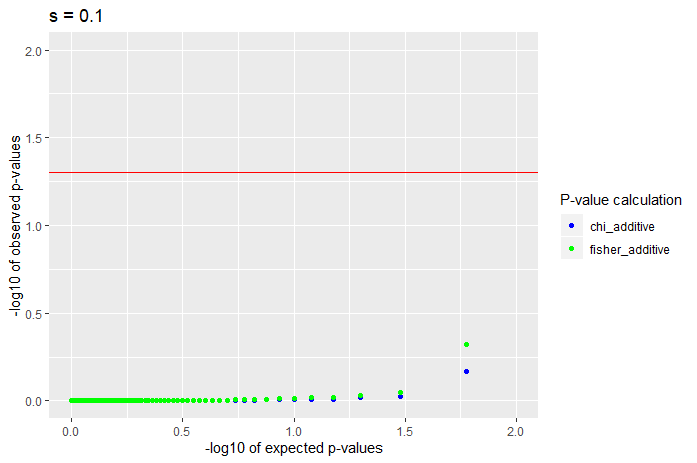 s = 0.1
-log10 of observed p-values
2.0
1.5
1.0
0.5
0.0
0.0 0.5 1.0 1.5 2.0
-log10 of expected p-values
P-value calculation
chi_additive
fisher_additive